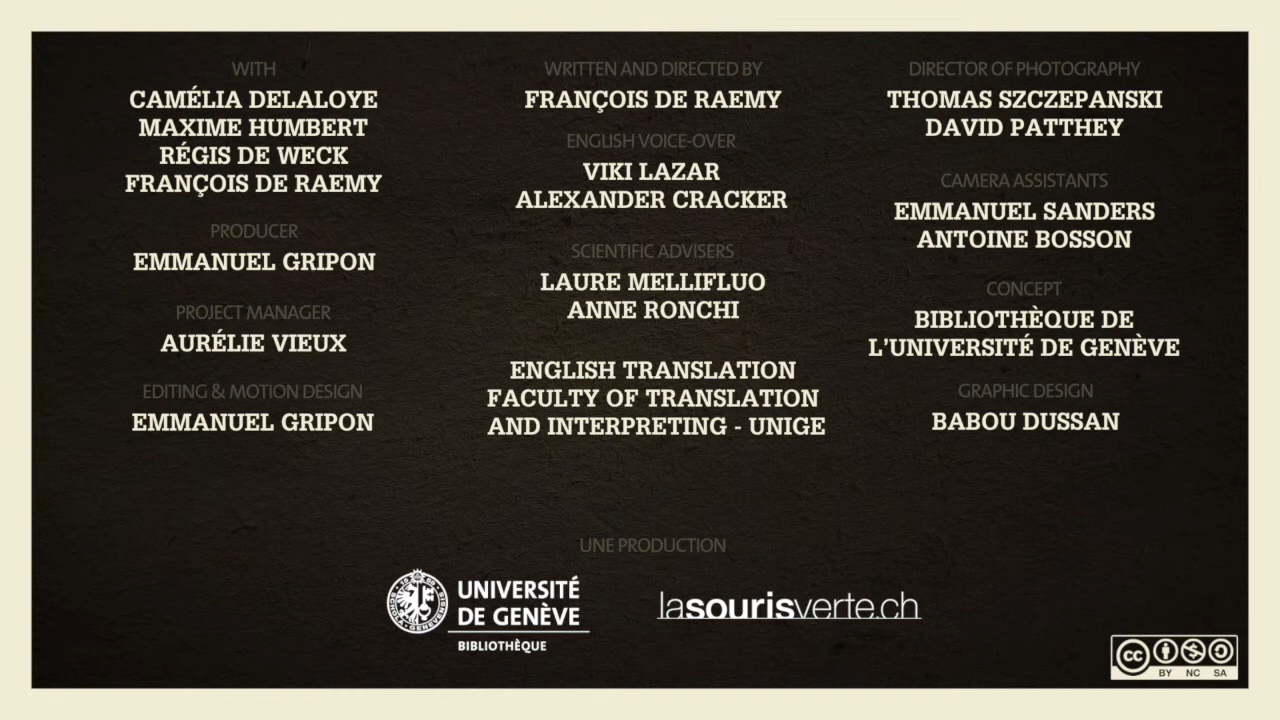 WITH
CAMÉLIA DELALOYE
MAXIME HUMBERT
RÉGIS DE WECK
FRANÇOIS DE RAEMY
PRODUCER
EMMANUEL GRIPON
PROJECT MANAGER
AURÉLIE VIEUX
EDITING & MOTION DESIGN
EMMANUEL GRIPON
WRITTEN AND DIRECTED BY
FRANÇOIS DE RAEMY
ENGLISH VOICE-OVER
VIKI LAZAR
ALEXANDER CRACKER
SCIENTIFIC ADVISERS
LAURE MELLIFLUO
ANNE RONCHI
ENGLISH TRANSLATION
FACULTY OF TRANSLATION
AND INTERPRETING - UNIGE
DIRECTOR OF PHOTOGRAPHY
THOMAS SZCZEPANSKI
DAVID PATTHEY
CAMERA ASSISTANTS
EMMANUEL SANDERS
ANTOINE BOSSON
CONCEPT
BIBLIOTHÈQUE DE
L'UNIVERSITÉ DE GENÈVE
GRAPHIC DESIGN
BABOU DUSSAN
UNE PRODUCTION
SCHOLA GENEVENSIS
UNIVERSITÉ
DE GENÈVE
BIBLIOTHÈQUE
lasourisverte.ch
cc
BY NC SA